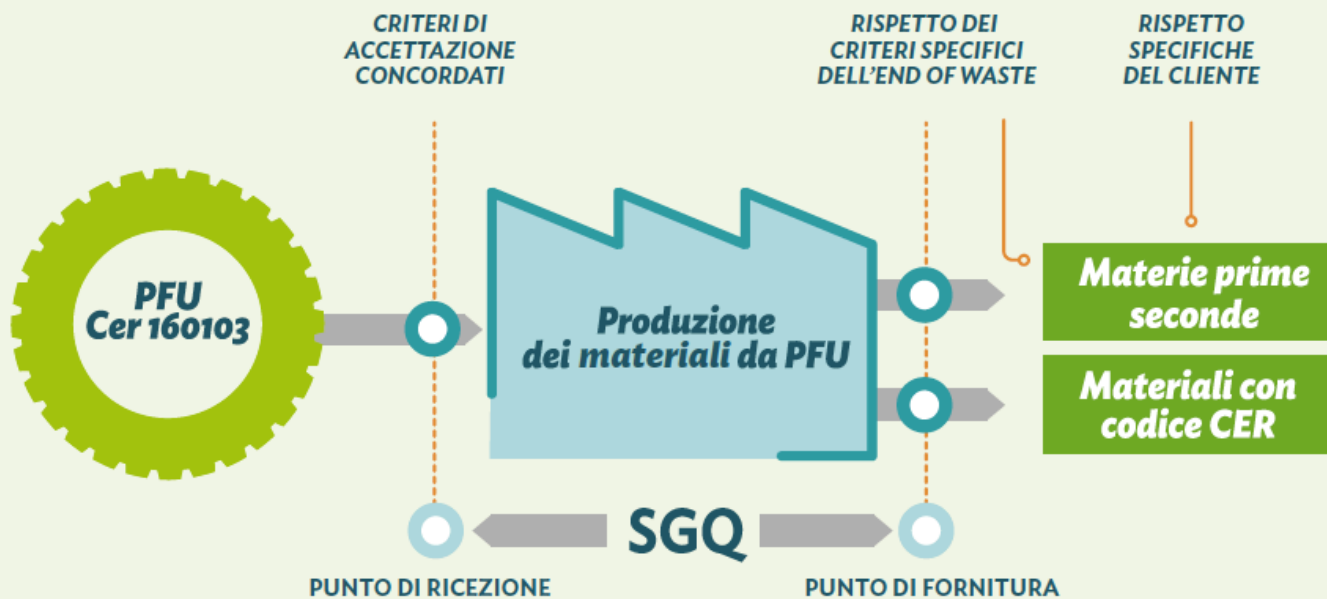 CRITERI DI
ACCETTAZIONE
CONCORDATI
RISPETTO DEI
CRITERI SPECIFICI
DELL'END OF WASTE
RISPETTO
SPECIFICHE
DEL CLIENTE
PFU
Cer 160103
Produzione
dei materiali da PFU
Materie prime
seconde
Materiali con
codice CER
SGQ
PUNTO DI RICEZIONE
PUNTO DI FORNITURA